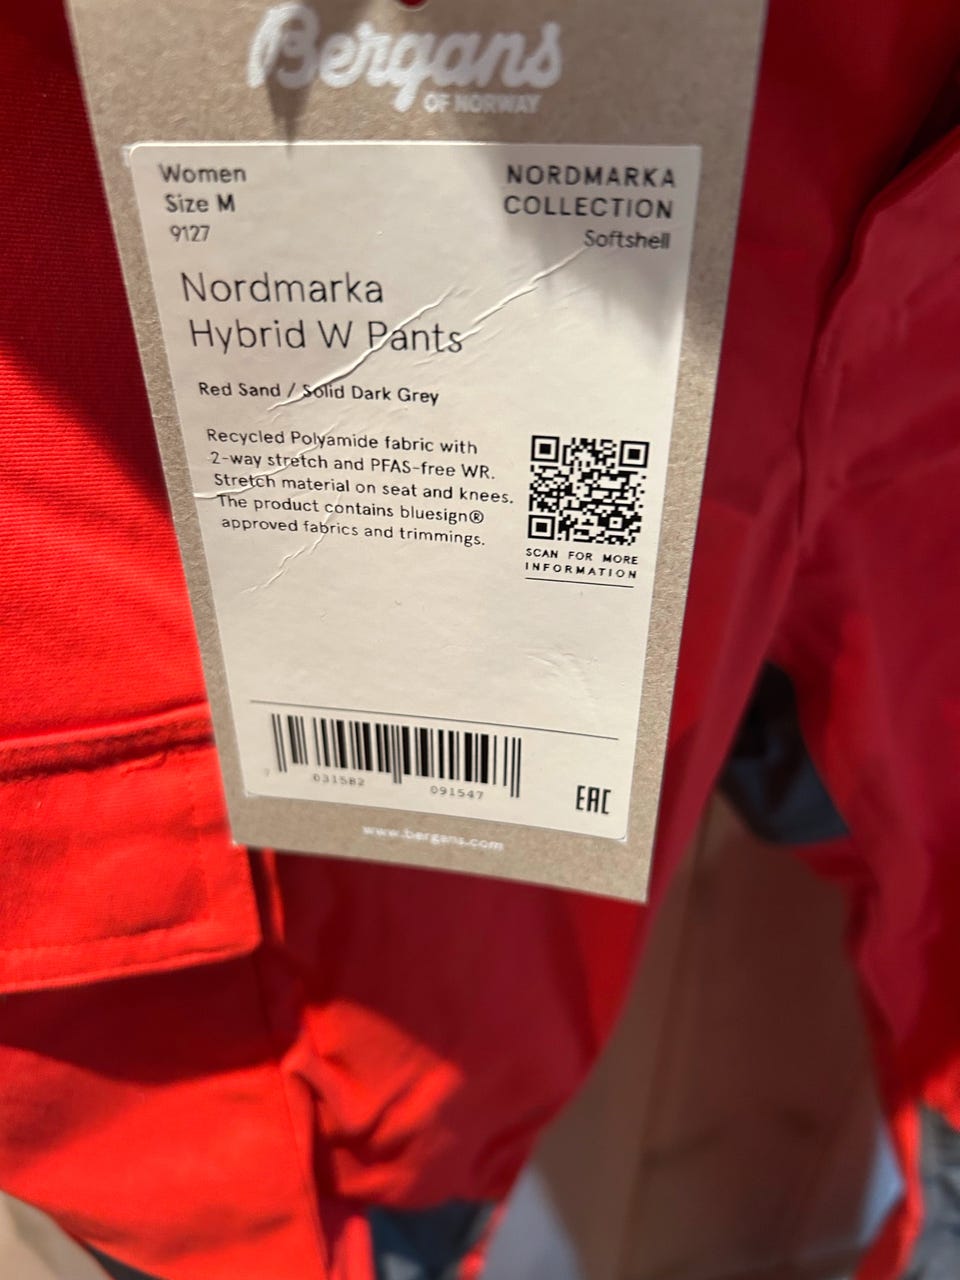 Bergans
OF NORWAY
Women
Size M
9127
NORDMARKA
COLLECTION
Softshell
Nordmarka
Hybrid W Pants
Red Sand / Solid Dark Grey
Recycled Polyamide fabric with
2-way stretch and PFAS-free WR.
Stretch material on seat and knees.
The product contains bluesign®
approved fabrics and trimmings.
SCAN FOR MORE
INFORMATION
7 031582 091547
EAC
www.bergans.com